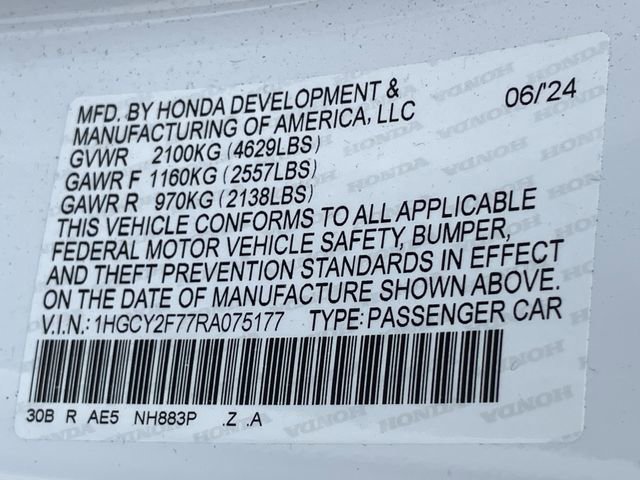 MFD. BY HONDA DEVELOPMENT & 06/'24
MANUFACTURING OF AMERICA, LLC
GVWR 2100KG (4629LBS)
GAWR F 1160KG (2557LBS)
GAWR R 970KG (2138LBS)
THIS VEHICLE CONFORMS TO ALL APPLICABLE
FEDERAL MOTOR VEHICLE SAFETY, BUMPER,
AND THEFT PREVENTION STANDARDS IN EFFECT
ON THE DATE OF MANUFACTURE SHOWN ABOVE.
V.I.N.: 1HGCY2F77RA075177 TYPE: PASSENGER CAR
30B R AE5 NH883P .Z .A